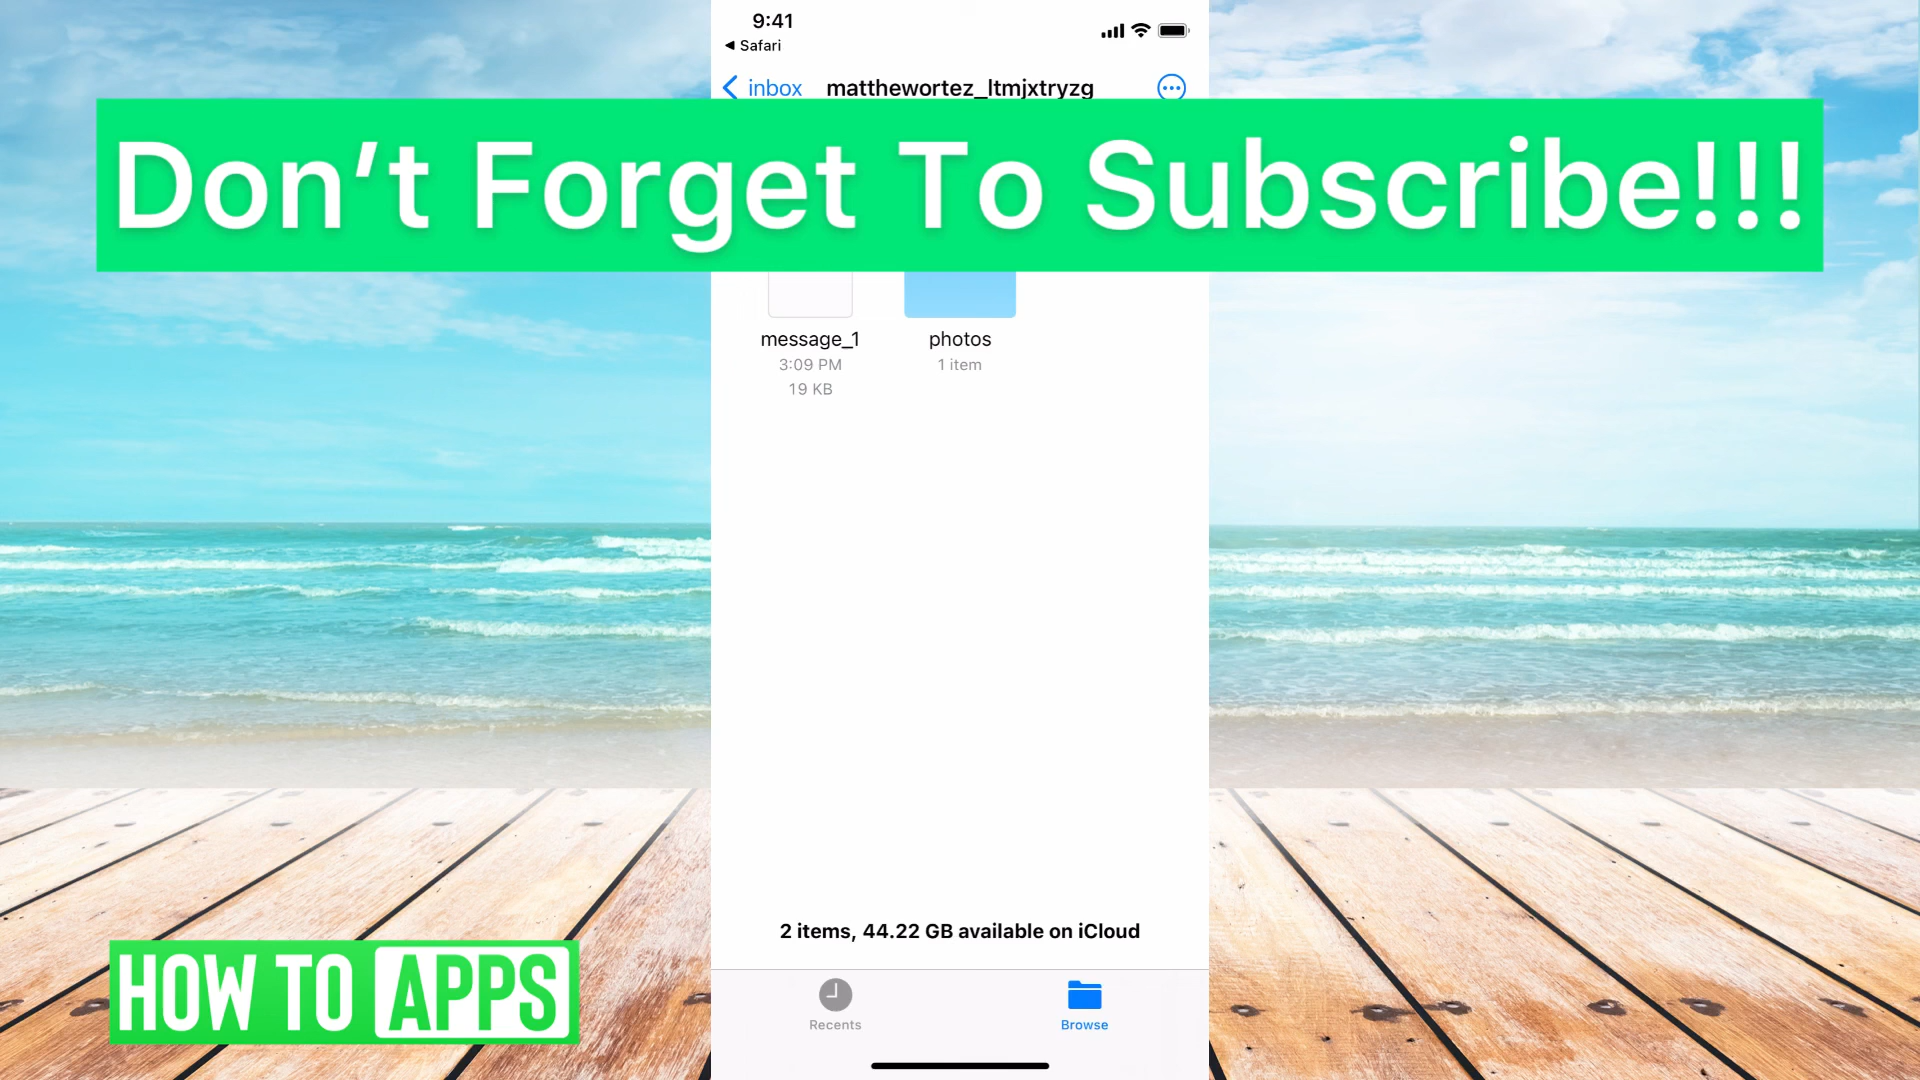 9:41
Safari
inbox
matthewortez_ltmjxtryzg
Don’t Forget To Subscribe!!!
message_1
photos
3:09 PM
1 item
19 KB
2 items, 44.22 GB available on iCloud
HOW TO APPS
Recents
Browse